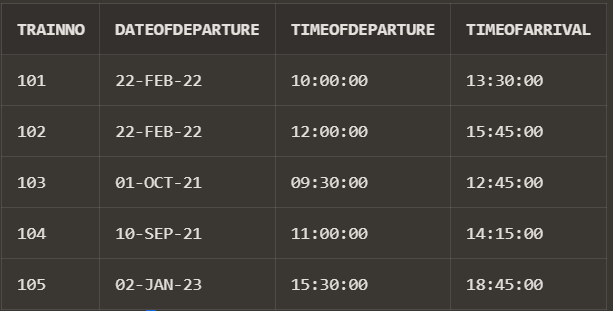 TRAINNO DATEOFDEPARTURE TIMEOFDEPARTURE TIMEOFARRIVAL
101 22-FEB-22 10:00:00 13:30:00
102 22-FEB-22 12:00:00 15:45:00
103 01-OCT-21 09:30:00 12:45:00
104 10-SEP-21 11:00:00 14:15:00
105 02-JAN-23 15:30:00 18:45:00